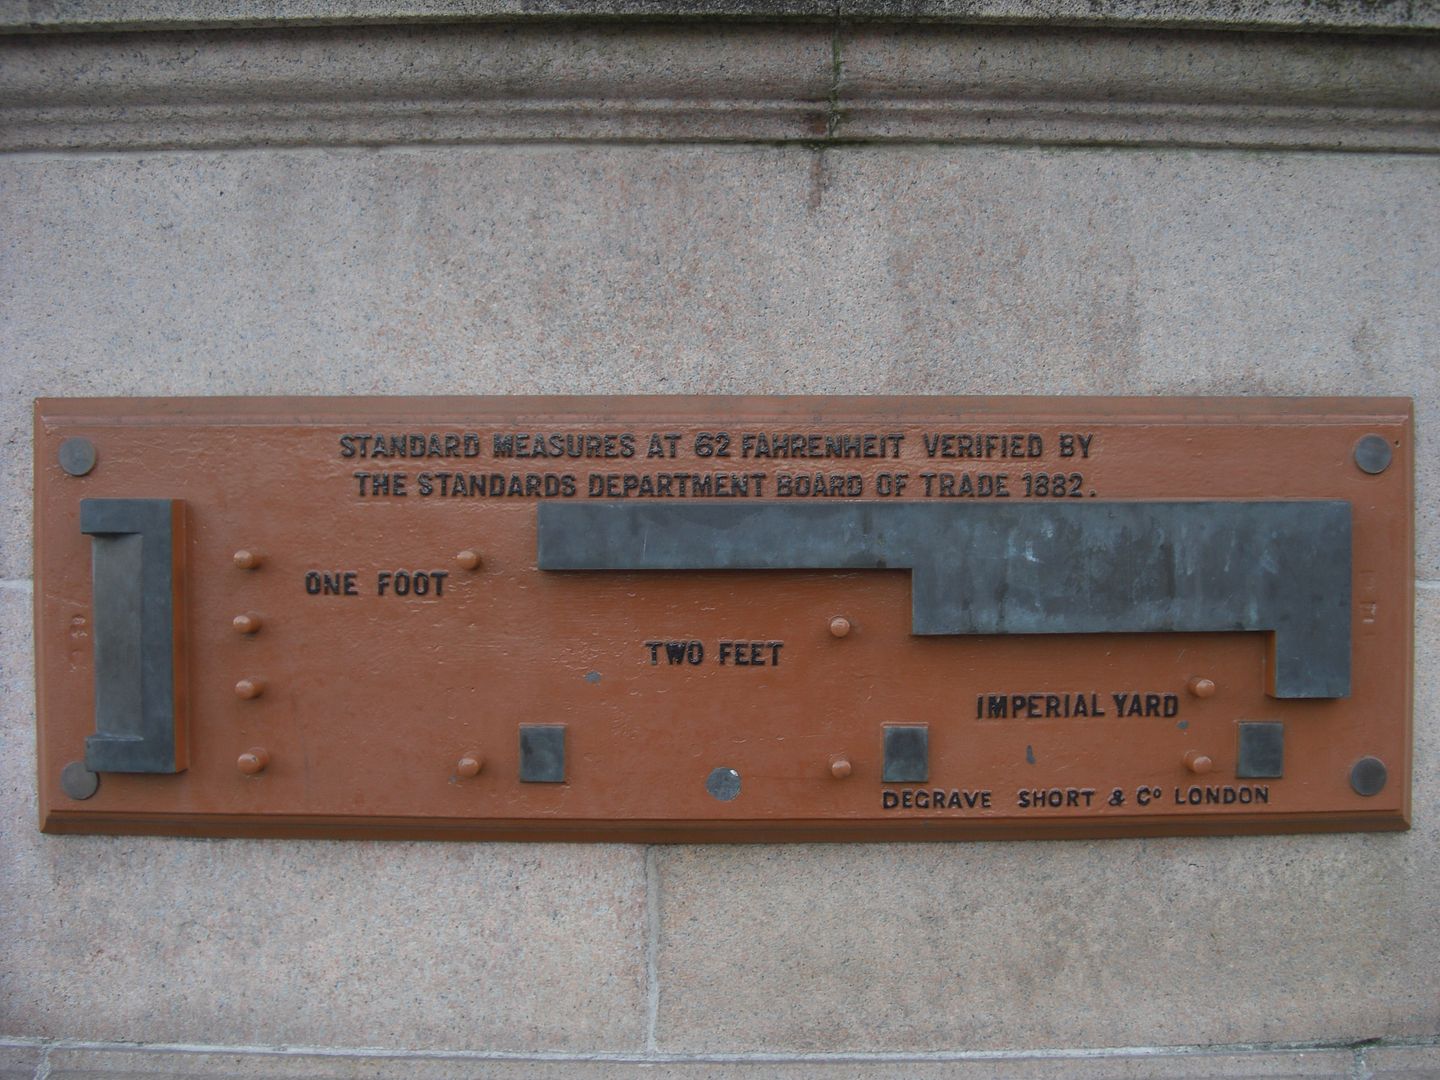 STANDARD MEASURES AT 62 FAHRENHEIT VERIFIED BY
THE STANDARDS DEPARTMENT BOARD OF TRADE 1882.
ONE FOOT
TWO FEET
IMPERIAL YARD
DEGRAVE SHORT & Cº LONDON